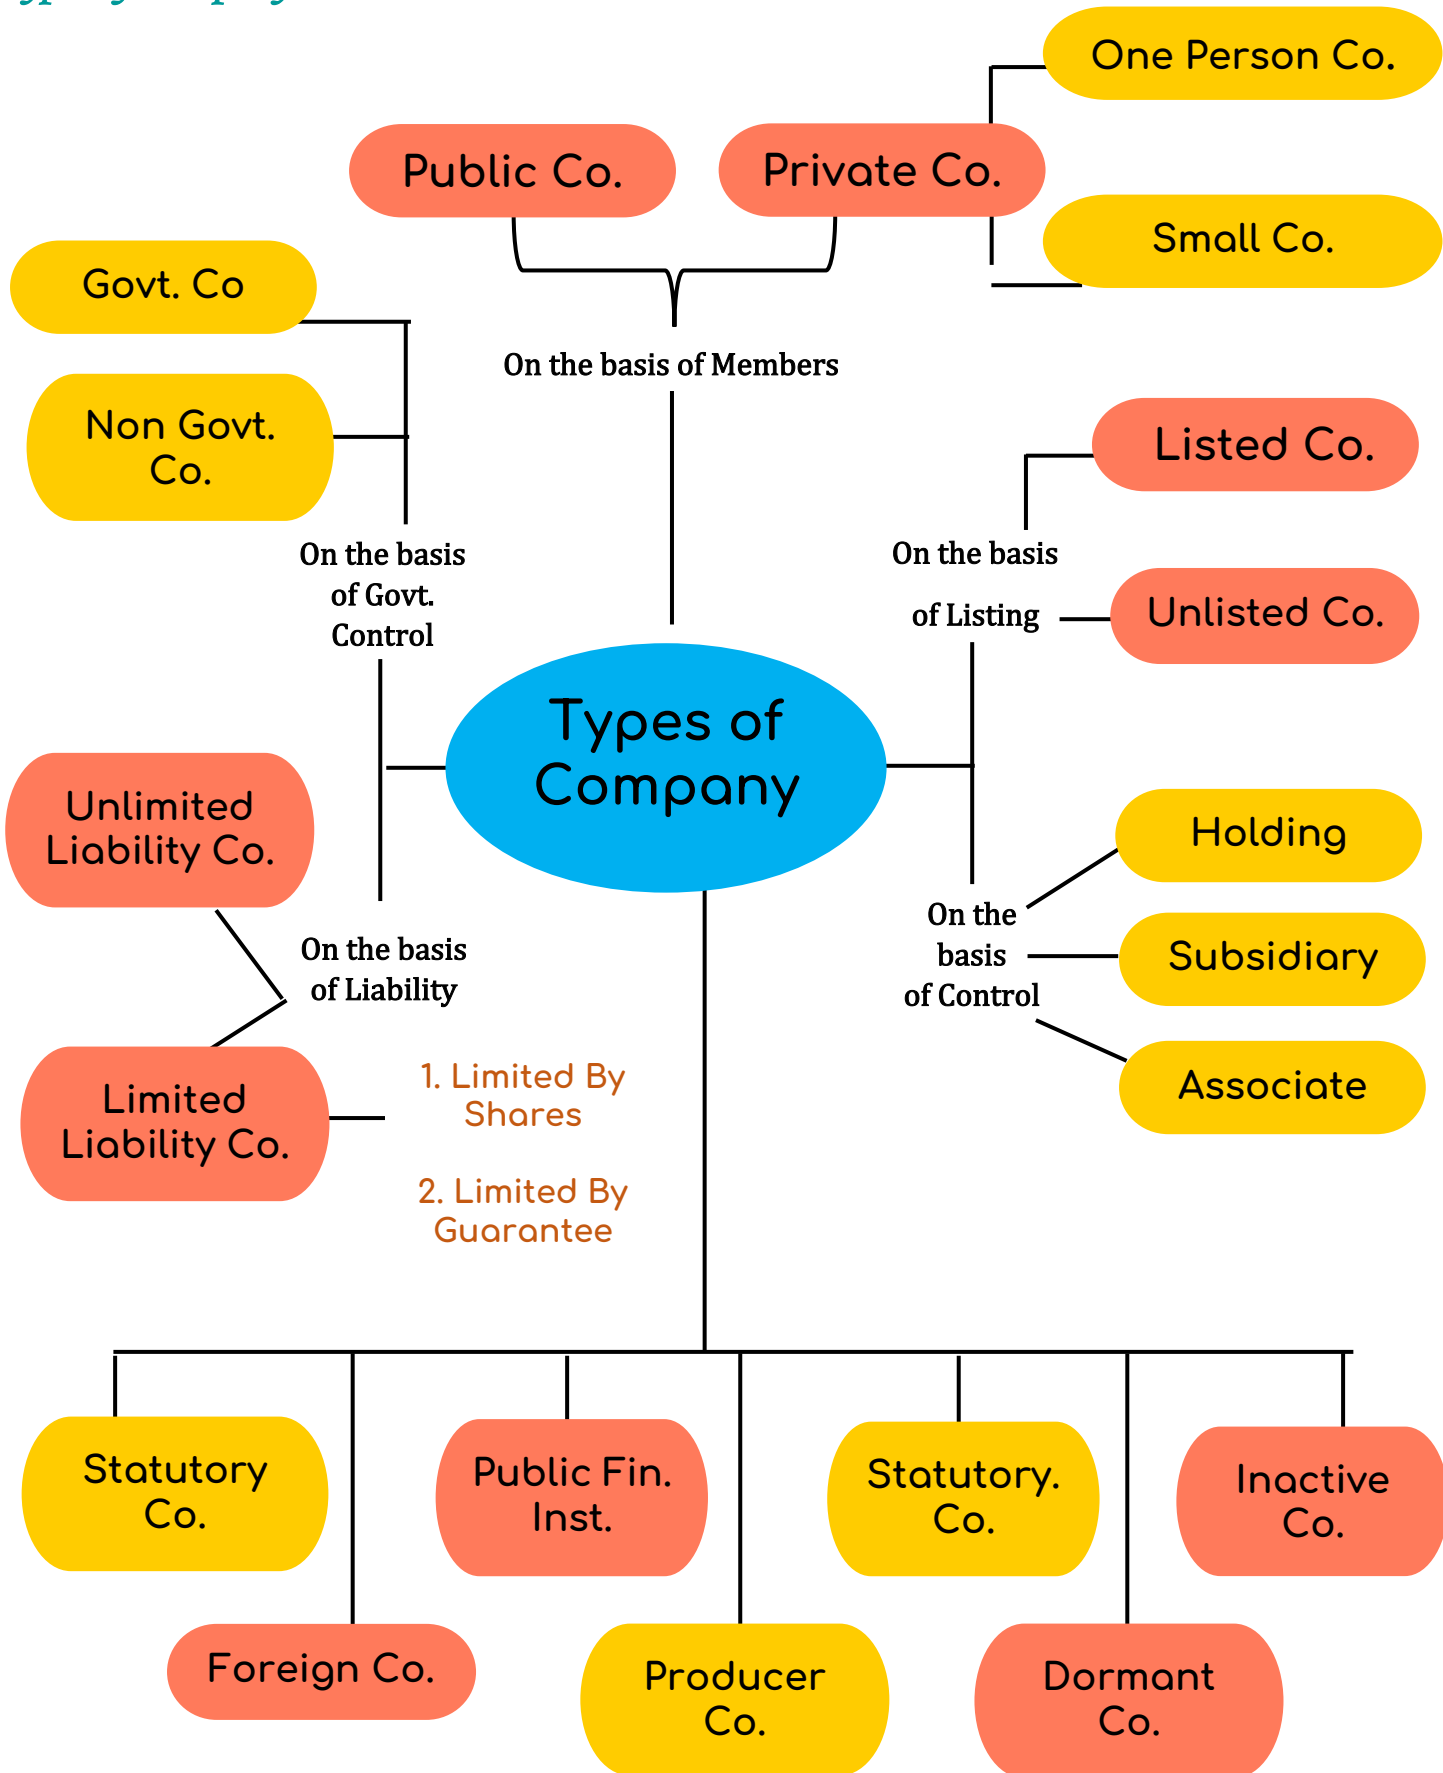 One Person Co.
Public Co.
Private Co.
Small Co.
Govt. Co
On the basis of Members
Non Govt.
Co.
Listed Co.
On the basis
of Govt.
Control
On the basis
of Listing
Unlisted Co.
Types of
Company
Unlimited
Liability Co.
Holding
On the
basis
of Control
Subsidiary
On the basis
of Liability
Associate
Limited
Liability Co.
1. Limited By
Shares
2. Limited By
Guarantee
Statutory
Co.
Public Fin.
Inst.
Statutory.
Co.
Inactive
Co.
Foreign Co.
Producer
Co.
Dormant
Co.